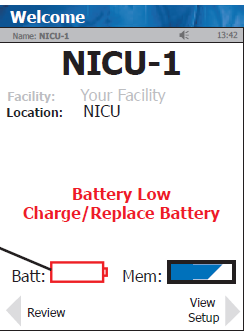 Welcome
Name: NICU-1 13:42
NICU-1
Facility: Your Facility
Location: NICU
Battery Low
Charge/Replace Battery
Batt: Mem:
Review View
Setup